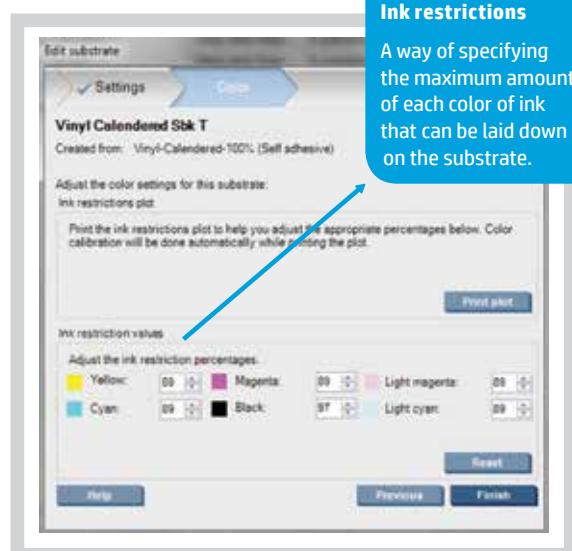 Ink restrictions
A way of specifying
the maximum amount
of each color of ink
that can be laid down
on the substrate.
Edit substrate
Settings
Color
Vinyl Calendered Sbk T
Created from: Vinyl-Calendered-100% (Self adhesive)
Adjust the color settings for this substrate:
Ink restrictions plot
Print the ink restrictions plot to help you adjust the appropriate percentages below. Color
calibration will be done automatically while printing the plot.
Print plot
Ink restriction values
Adjust the ink restriction percentages.
Yellow: 89 Magenta: 89 Light magenta: 89
Cyan: 89 Black: 97 Light cyan: 89
Reset
Help Previous Finish